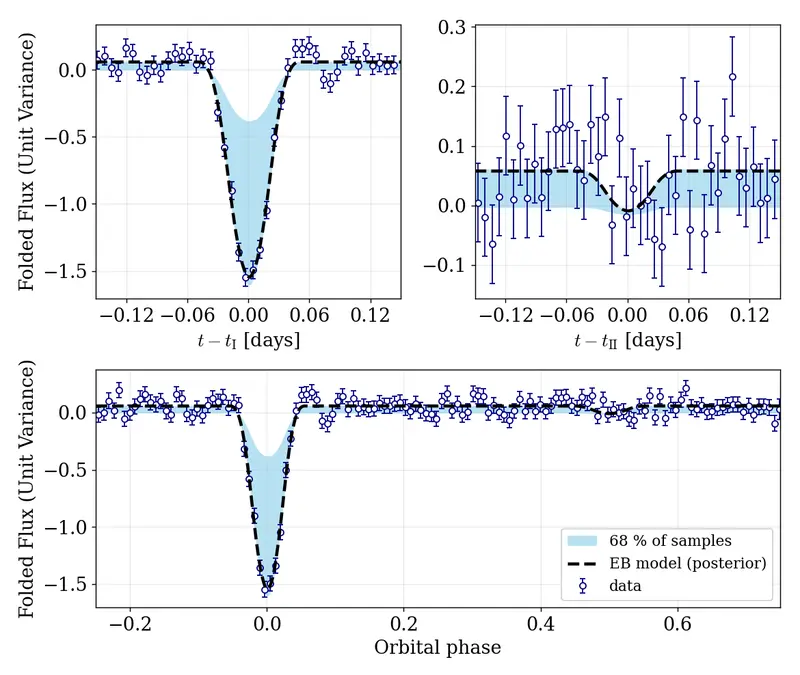 Folded Flux (Unit Variance)
0.0
−0.5
−1.0
−1.5
−0.12 −0.06 0.00 0.06 0.12
t − t_I [days]
0.3
0.2
0.1
0.0
−0.1
−0.12 −0.06 0.00 0.06 0.12
t − t_II [days]
Folded Flux (Unit Variance)
0.0
−0.5
−1.0
−1.5
−0.2 0.0 0.2 0.4 0.6
Orbital phase
68 % of samples
EB model (posterior)
data